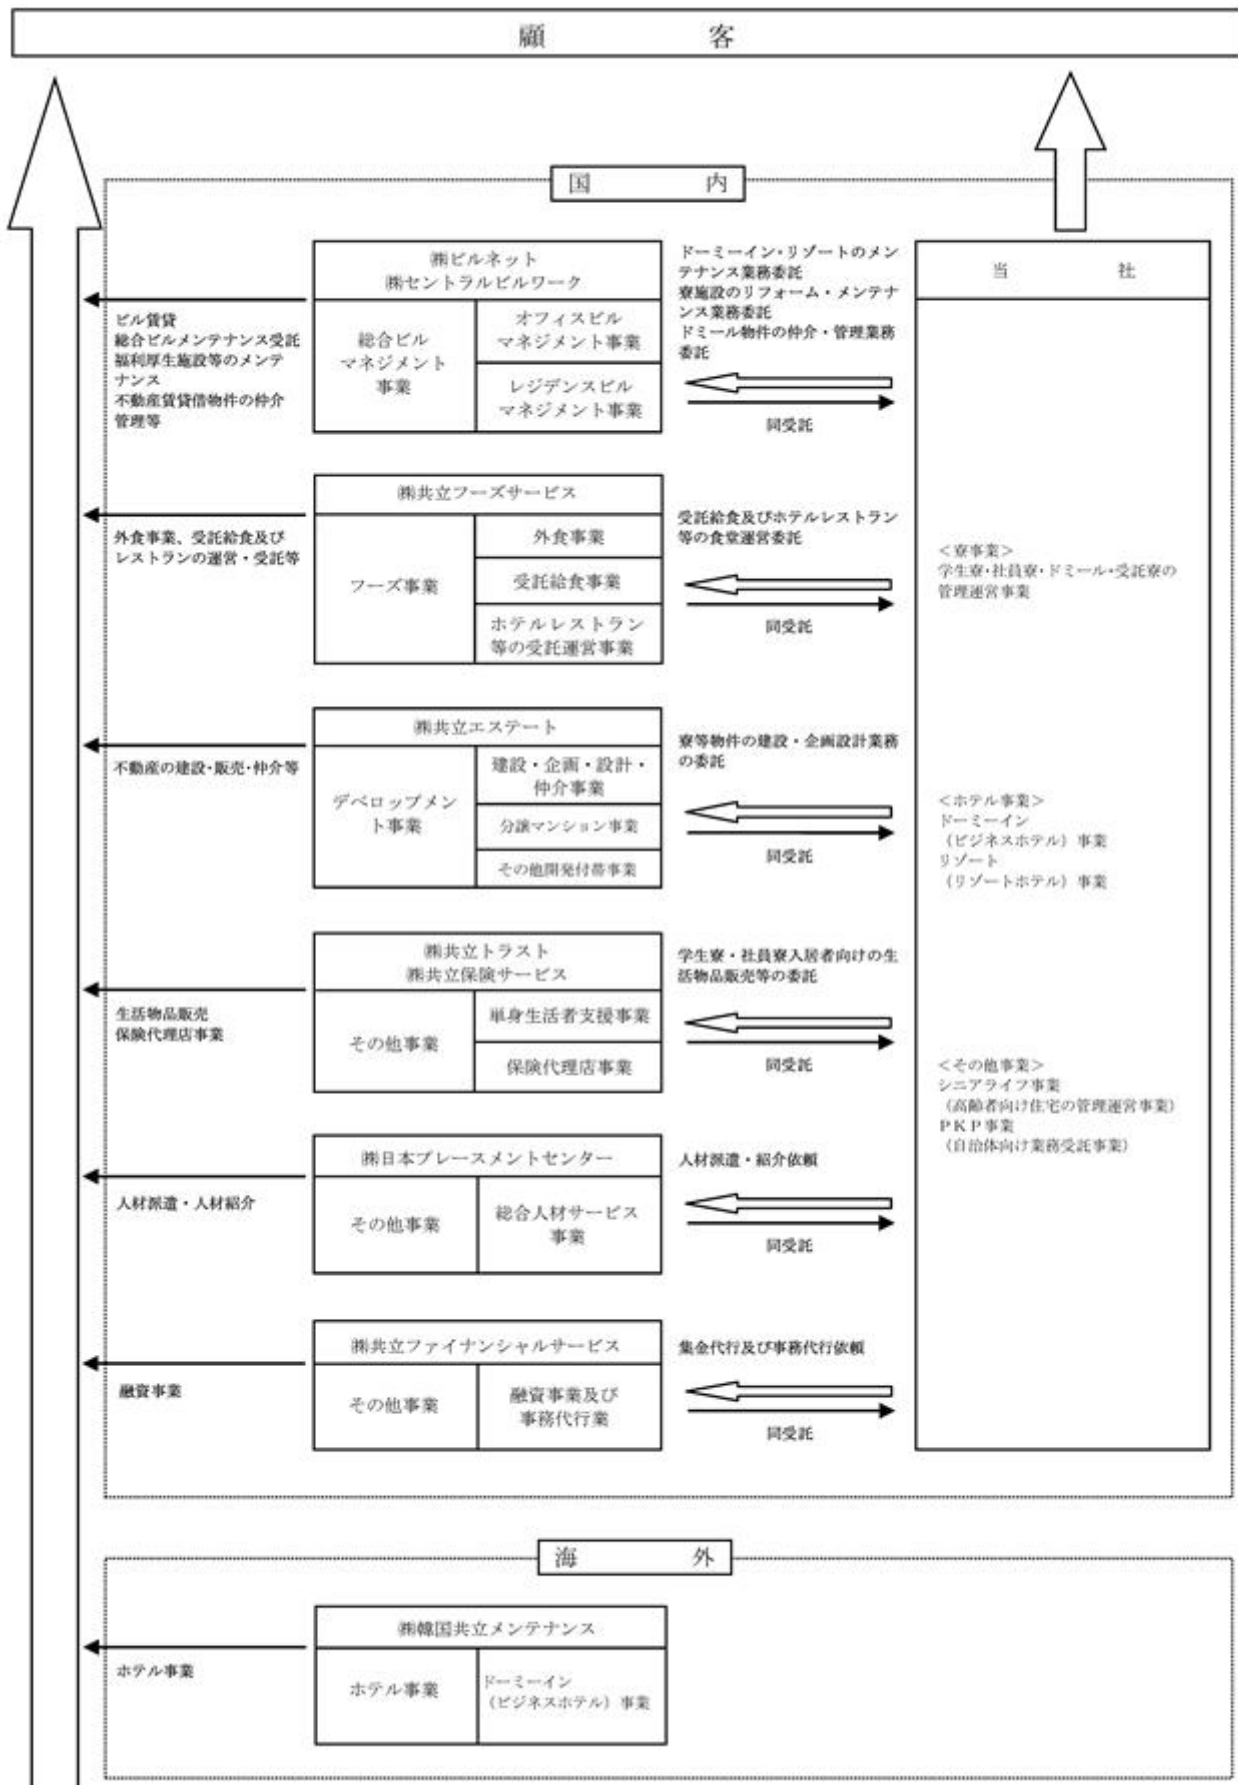 顧客
国内
㈱ビルネット
㈱セントラルビルワーク
総合ビル
マネジメント
事業
オフィスビル
マネジメント事業
レジデンスビル
マネジメント事業
ビル賃貸
総合ビルメンテナンス受託
福利厚生施設等のメンテ
ナンス
不動産賃貸借物件の仲介
管理等
ドーミーイン・リゾートのメン
テナンス業務委託
寮施設のリフォーム・メンテナ
ンス業務委託
ドミール物件の仲介・管理業務
委託
同受託
当社
㈱共立フーズサービス
フーズ事業
外食事業
受託給食事業
ホテルレストラン
等の受託運営事業
外食事業、受託給食及び
レストランの運営・受託等
受託給食及びホテルレストラン
等の食堂運営委託
同受託
＜寮事業＞
学生寮・社員寮・ドミール・受託寮の
管理運営事業
㈱共立エステート
デベロップメン
ト事業
建設・企画・設計・
仲介事業
分譲マンション事業
その他開発付帯事業
不動産の建設・販売・仲介等
寮等物件の建設・企画設計業務
の委託
同受託
＜ホテル事業＞
ドーミーイン
（ビジネスホテル）事業
リゾート
（リゾートホテル）事業
㈱共立トラスト
㈱共立保険サービス
その他事業
単身生活者支援事業
保険代理店事業
生活物品販売
保険代理店事業
学生寮・社員寮入居者向けの生
活物品販売等の委託
同受託
＜その他事業＞
シニアライフ事業
（高齢者向け住宅の管理運営事業）
ＰＫＰ事業
（自治体向け業務受託事業）
㈱日本プレースメントセンター
その他事業
総合人材サービス
事業
人材派遣・人材紹介
人材派遣・紹介依頼
同受託
㈱共立ファイナンシャルサービス
その他事業
融資事業及び
事務代行業
融資事業
集金代行及び事務代行依頼
同受託
海外
㈱韓国共立メンテナンス
ホテル事業
ドーミーイン
（ビジネスホテル）事業
ホテル事業